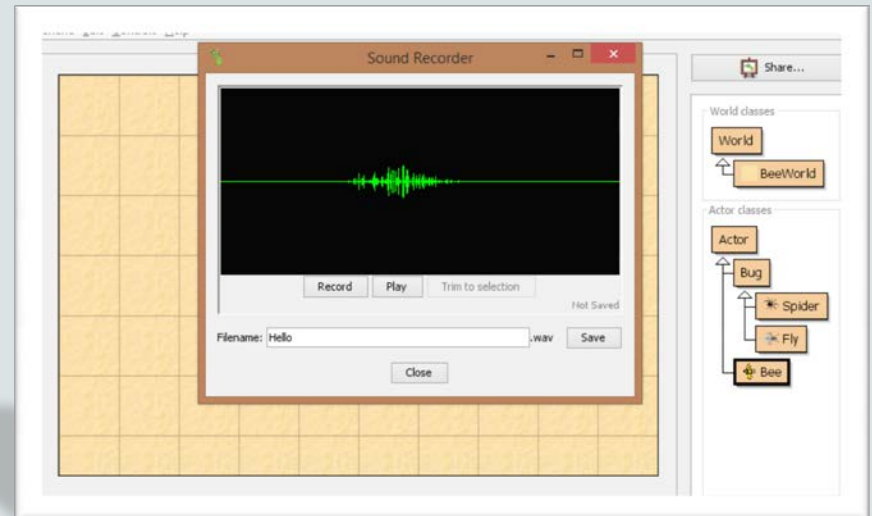 Sound Recorder
Share...
World classes
World
BeeWorld
Actor classes
Actor
Bug
Spider
Fly
Bee
Record Play Trim to selection
Not Saved
Filename: Hello .wav Save
Close